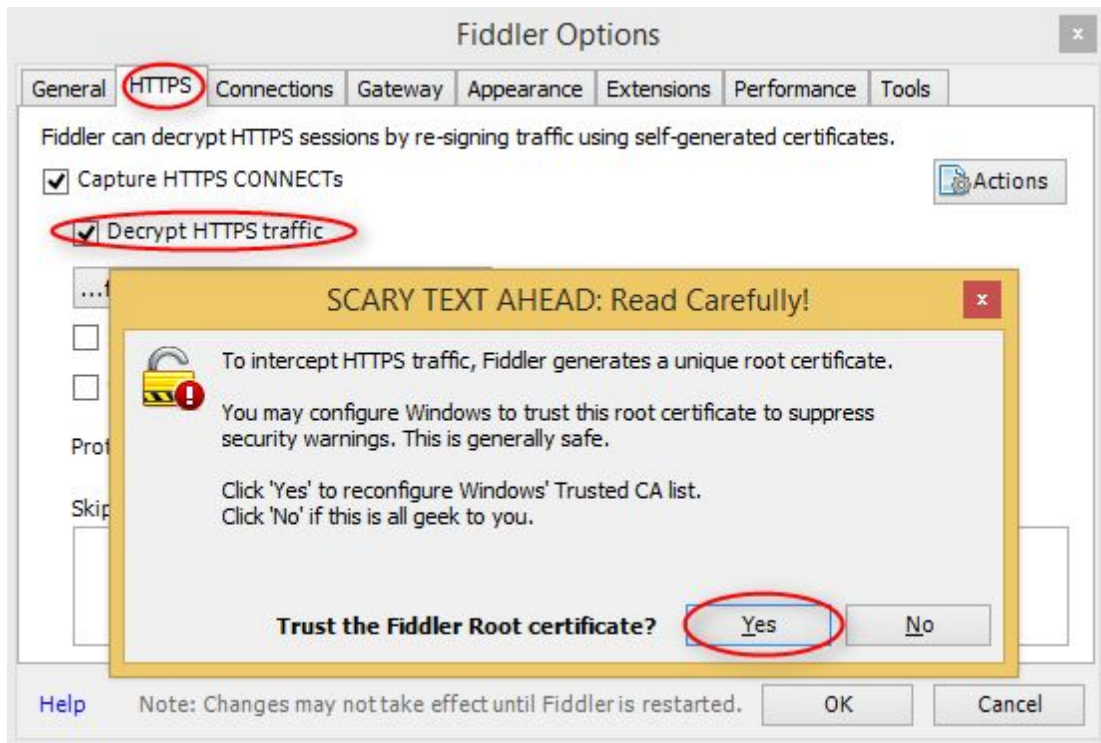 Fiddler Options
x
General HTTPS Connections Gateway Appearance Extensions Performance Tools
Fiddler can decrypt HTTPS sessions by re-signing traffic using self-generated certificates.
Capture HTTPS CONNECTs
Actions
Decrypt HTTPS traffic
SCARY TEXT AHEAD: Read Carefully!
x
To intercept HTTPS traffic, Fiddler generates a unique root certificate.
You may configure Windows to trust this root certificate to suppress
security warnings. This is generally safe.
Click 'Yes' to reconfigure Windows' Trusted CA list.
Click 'No' if this is all geek to you.
Skip
Trust the Fiddler Root certificate? Yes No
Help Note: Changes may not take effect until Fiddler is restarted. OK Cancel